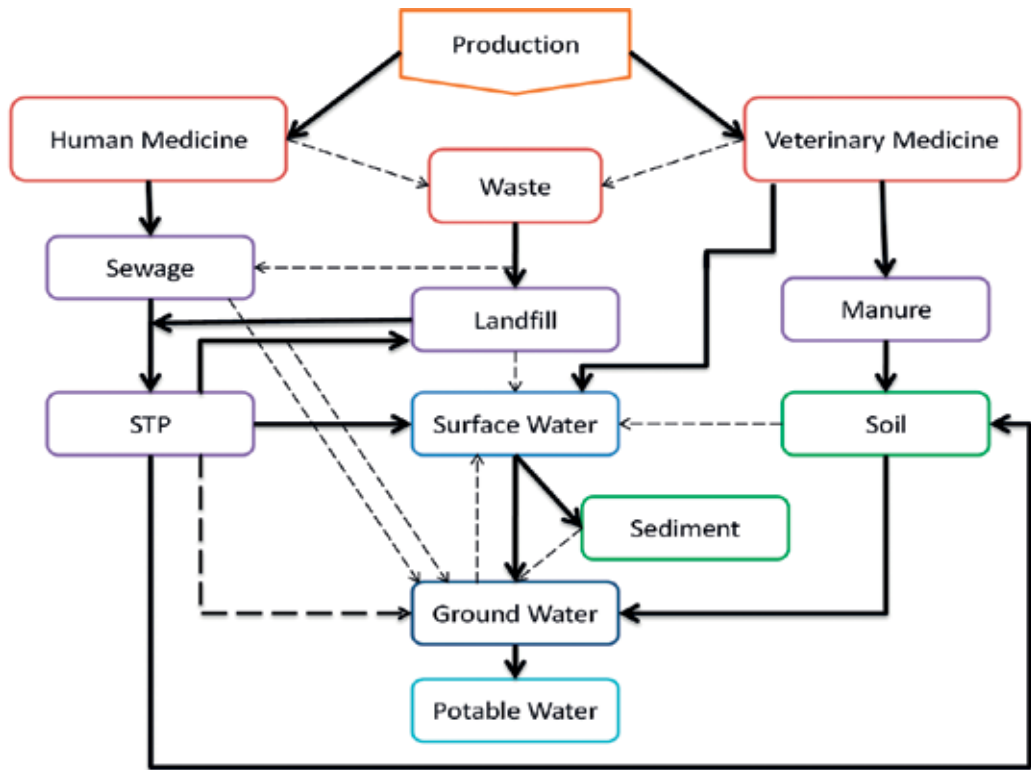 Production
Human Medicine
Veterinary Medicine
Waste
Sewage
Landfill
Manure
STP
Surface Water
Soil
Sediment
Ground Water
Potable Water